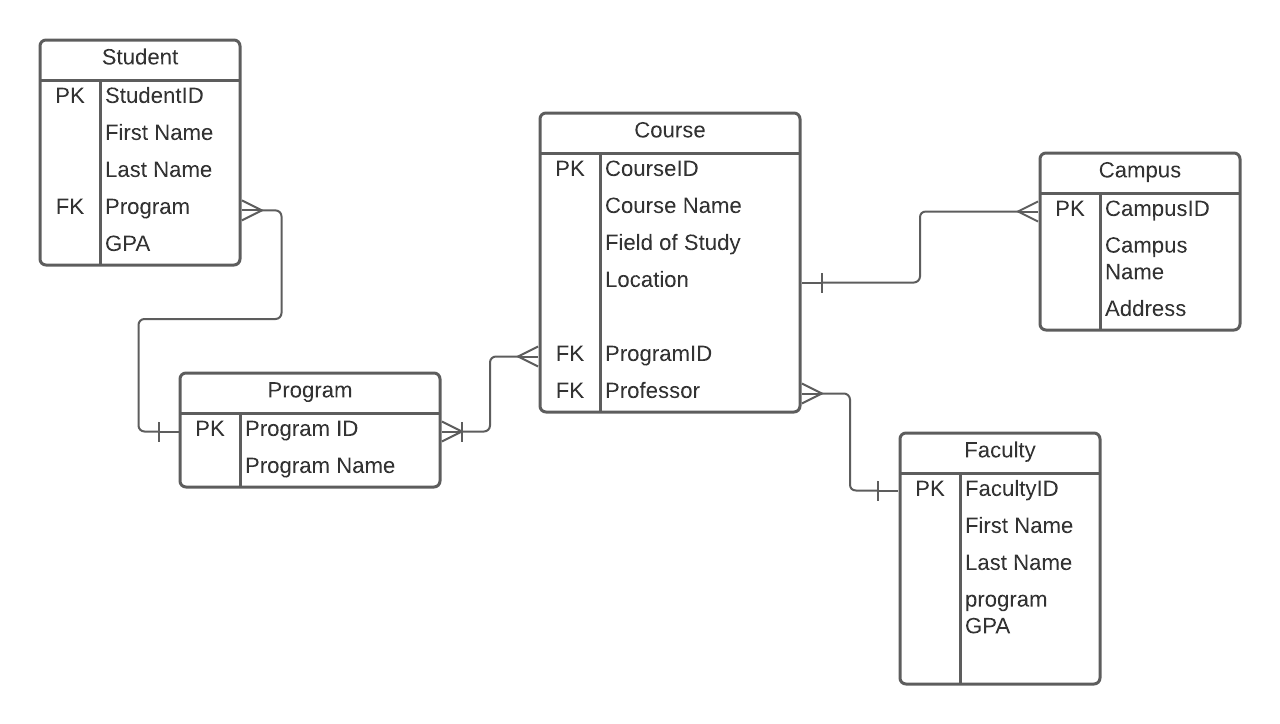 Student
PK StudentID
First Name
Last Name
FK Program
GPA
Program
PK Program ID
Program Name
Course
PK CourseID
Course Name
Field of Study
Location
FK ProgramID
FK Professor
Campus
PK CampusID
Campus
Name
Address
Faculty
PK FacultyID
First Name
Last Name
program
GPA